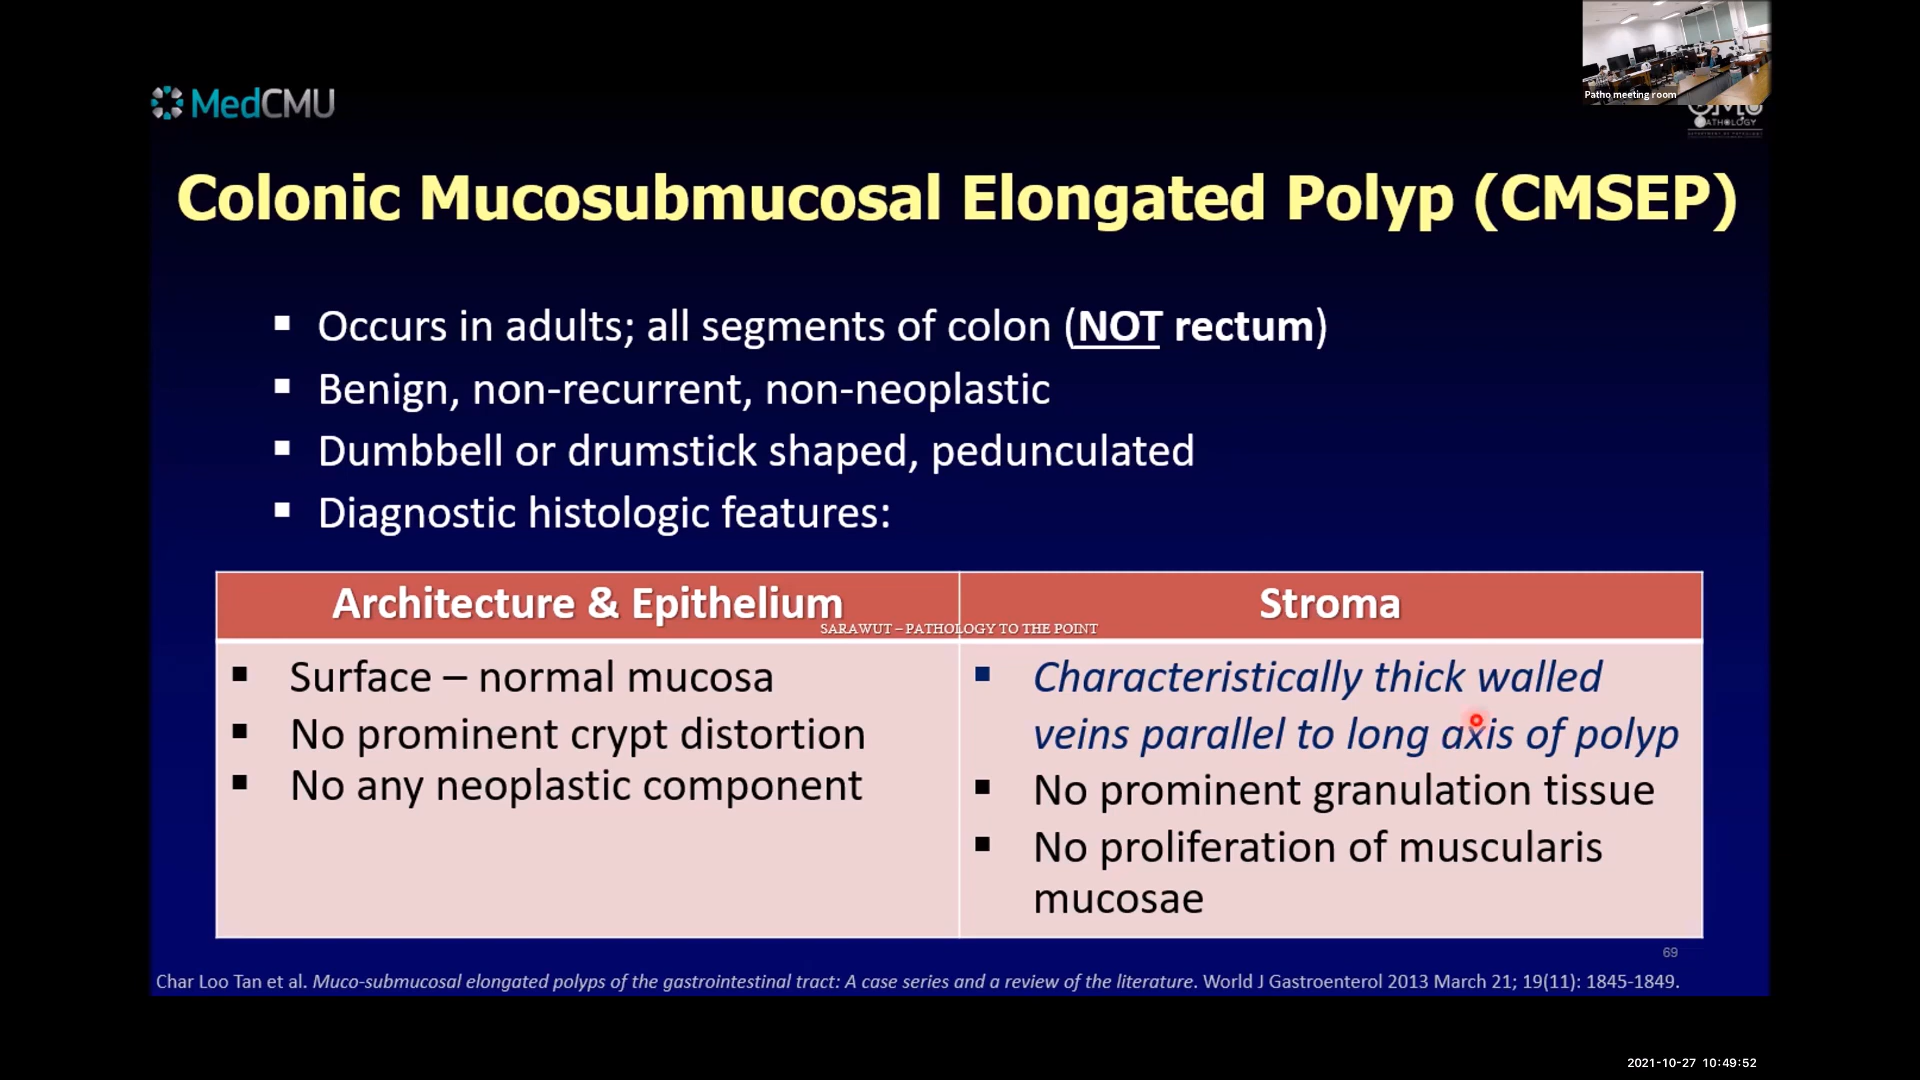 Patho meeting room
MedCMU
PATHOLOGY
Colonic Mucosubmucosal Elongated Polyp (CMSEP)
Occurs in adults; all segments of colon (NOT rectum)
Benign, non-recurrent, non-neoplastic
Dumbbell or drumstick shaped, pedunculated
Diagnostic histologic features:
Architecture & Epithelium
Stroma
SARAWUT – PATHOLOGY TO THE POINT
Surface – normal mucosa
No prominent crypt distortion
No any neoplastic component
Characteristically thick walled
veins parallel to long axis of polyp
No prominent granulation tissue
No proliferation of muscularis
mucosae
69
Char Loo Tan et al. Muco-submucosal elongated polyps of the gastrointestinal tract: A case series and a review of the literature. World J Gastroenterol 2013 March 21; 19(11): 1845-1849.
2021-10-27 10:49:52